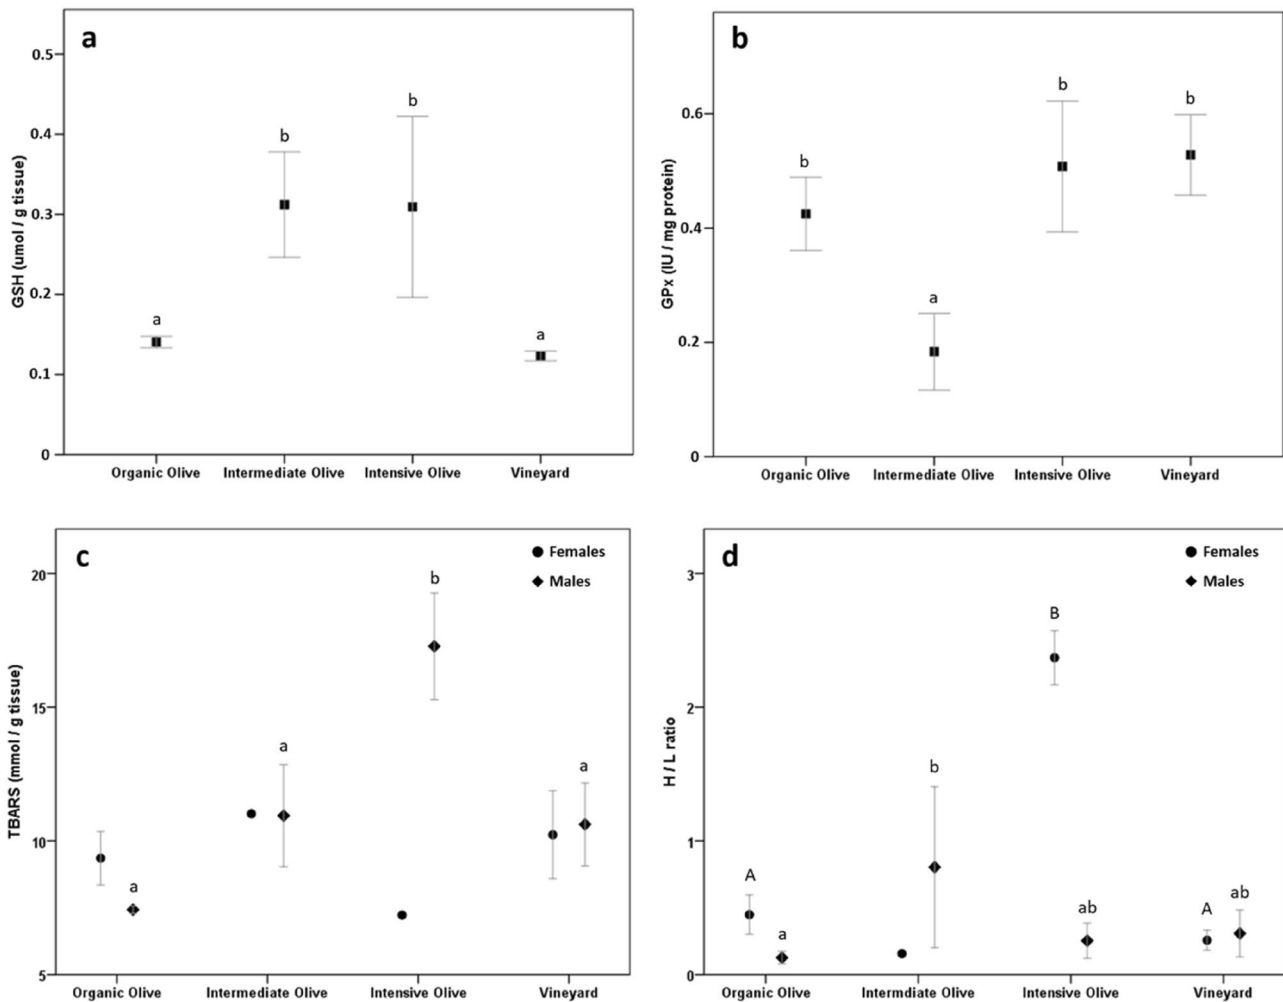 a
0.5
0.4
0.3
0.2
0.1
0
GSH (umol / g tissue)
a
b
b
a
Organic Olive Intermediate Olive Intensive Olive Vineyard
b
0.6
0.4
0.2
0
GPx (IU / mg protein)
b
a
b
b
Organic Olive Intermediate Olive Intensive Olive Vineyard
c
Females
Males
20
15
10
5
TBARS (mmol / g tissue)
a
a
b
a
Organic Olive Intermediate Olive Intensive Olive Vineyard
d
Females
Males
3
2
1
0
H / L ratio
A
a
b
B
ab
A
ab
Organic Olive Intermdiate Olive Intensive Olive Vineyard